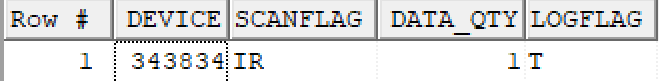 Row # DEVICE SCANFLAG DATA_QTY LOGFLAG
1 343834 IR 1 T